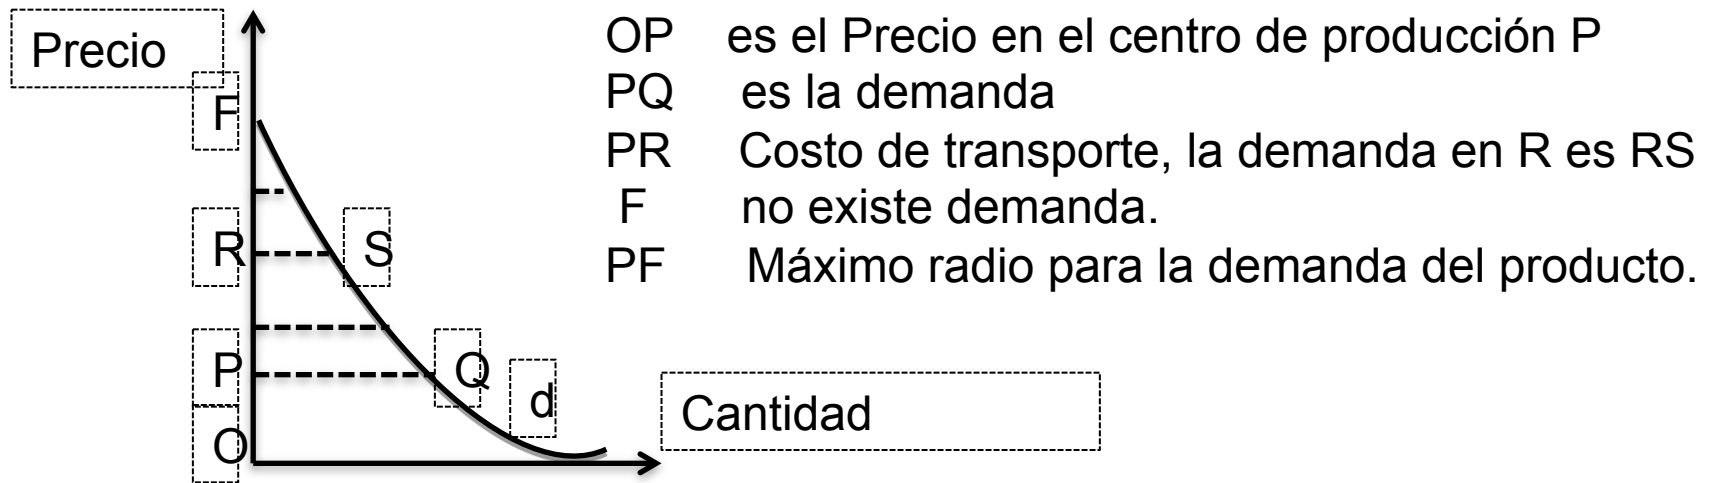 Precio
F
R
S
P
Q
d
O
Cantidad
OP es el Precio en el centro de producción P
PQ es la demanda
PR Costo de transporte, la demanda en R es RS
F no existe demanda.
PF Máximo radio para la demanda del producto.